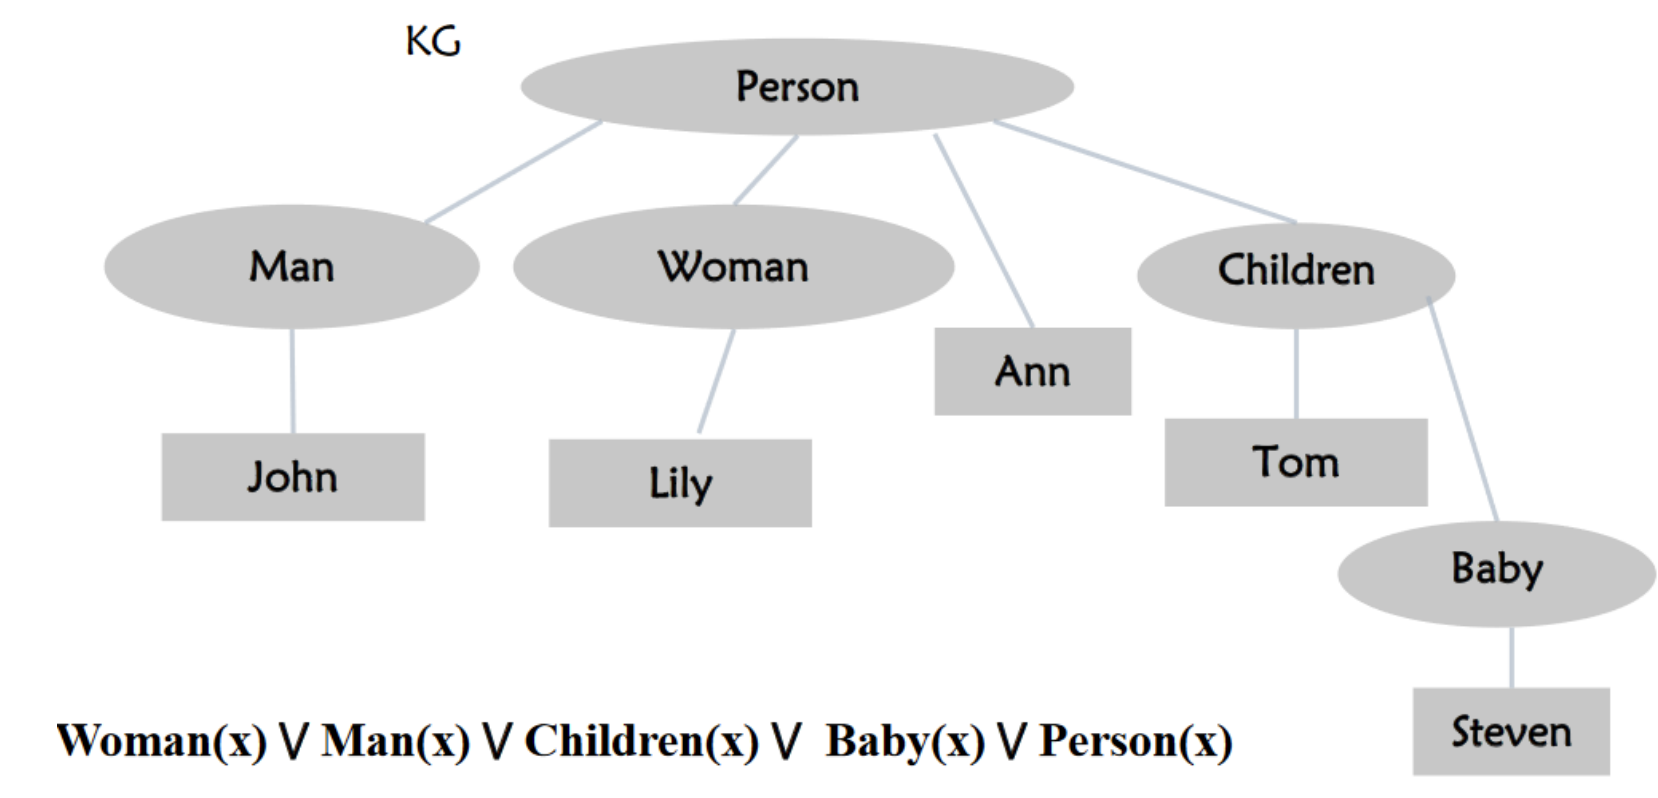 KG
Person
Man
Woman
Children
Ann
Tom
John
Lily
Baby
Steven
Woman(x) ∨ Man(x) ∨ Children(x) ∨ Baby(x) ∨ Person(x)